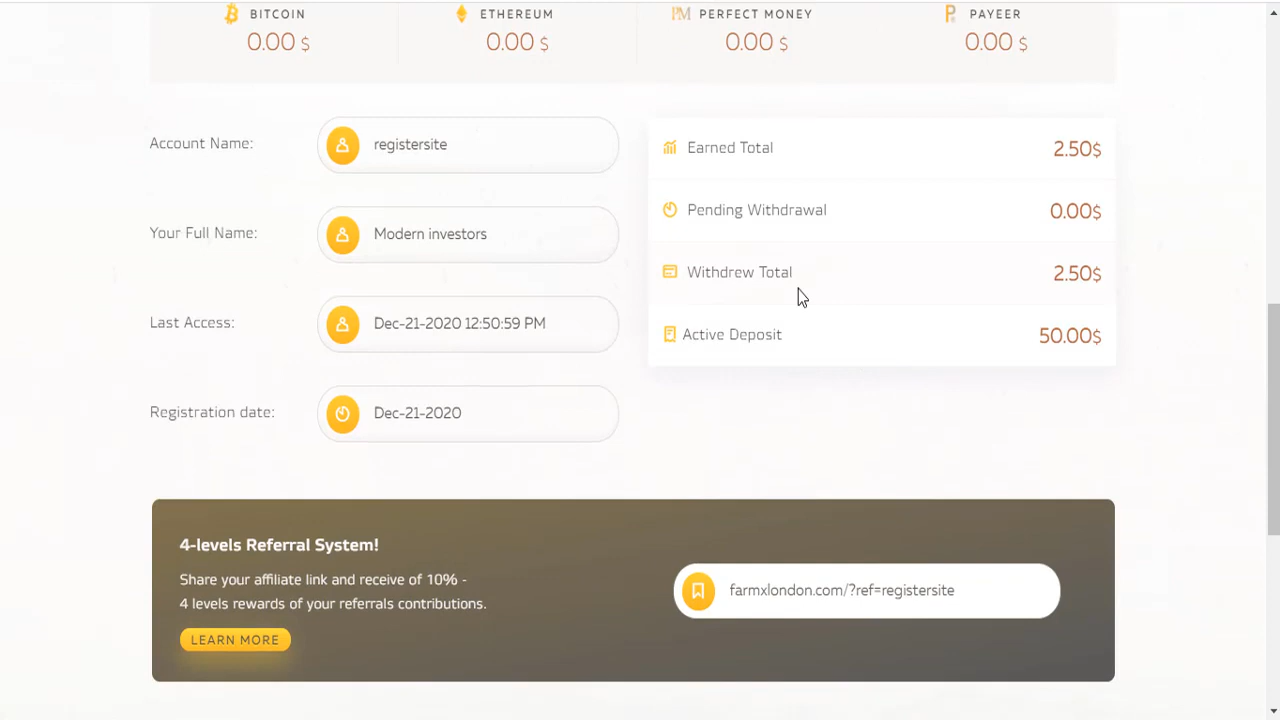 BITCOIN ETHEREUM PERFECT MONEY PAYEER
0.00 $ 0.00 $ 0.00 $ 0.00 $
Account Name: registersite
Your Full Name: Modern investors
Last Access: Dec-21-2020 12:50:59 PM
Registration date: Dec-21-2020
Earned Total 2.50$
Pending Withdrawal 0.00$
Withdrew Total 2.50$
Active Deposit 50.00$
4-levels Referral System!
Share your affiliate link and receive of 10% -
4 levels rewards of your referrals contributions.
LEARN MORE
farmxlondon.com/?ref=registersite